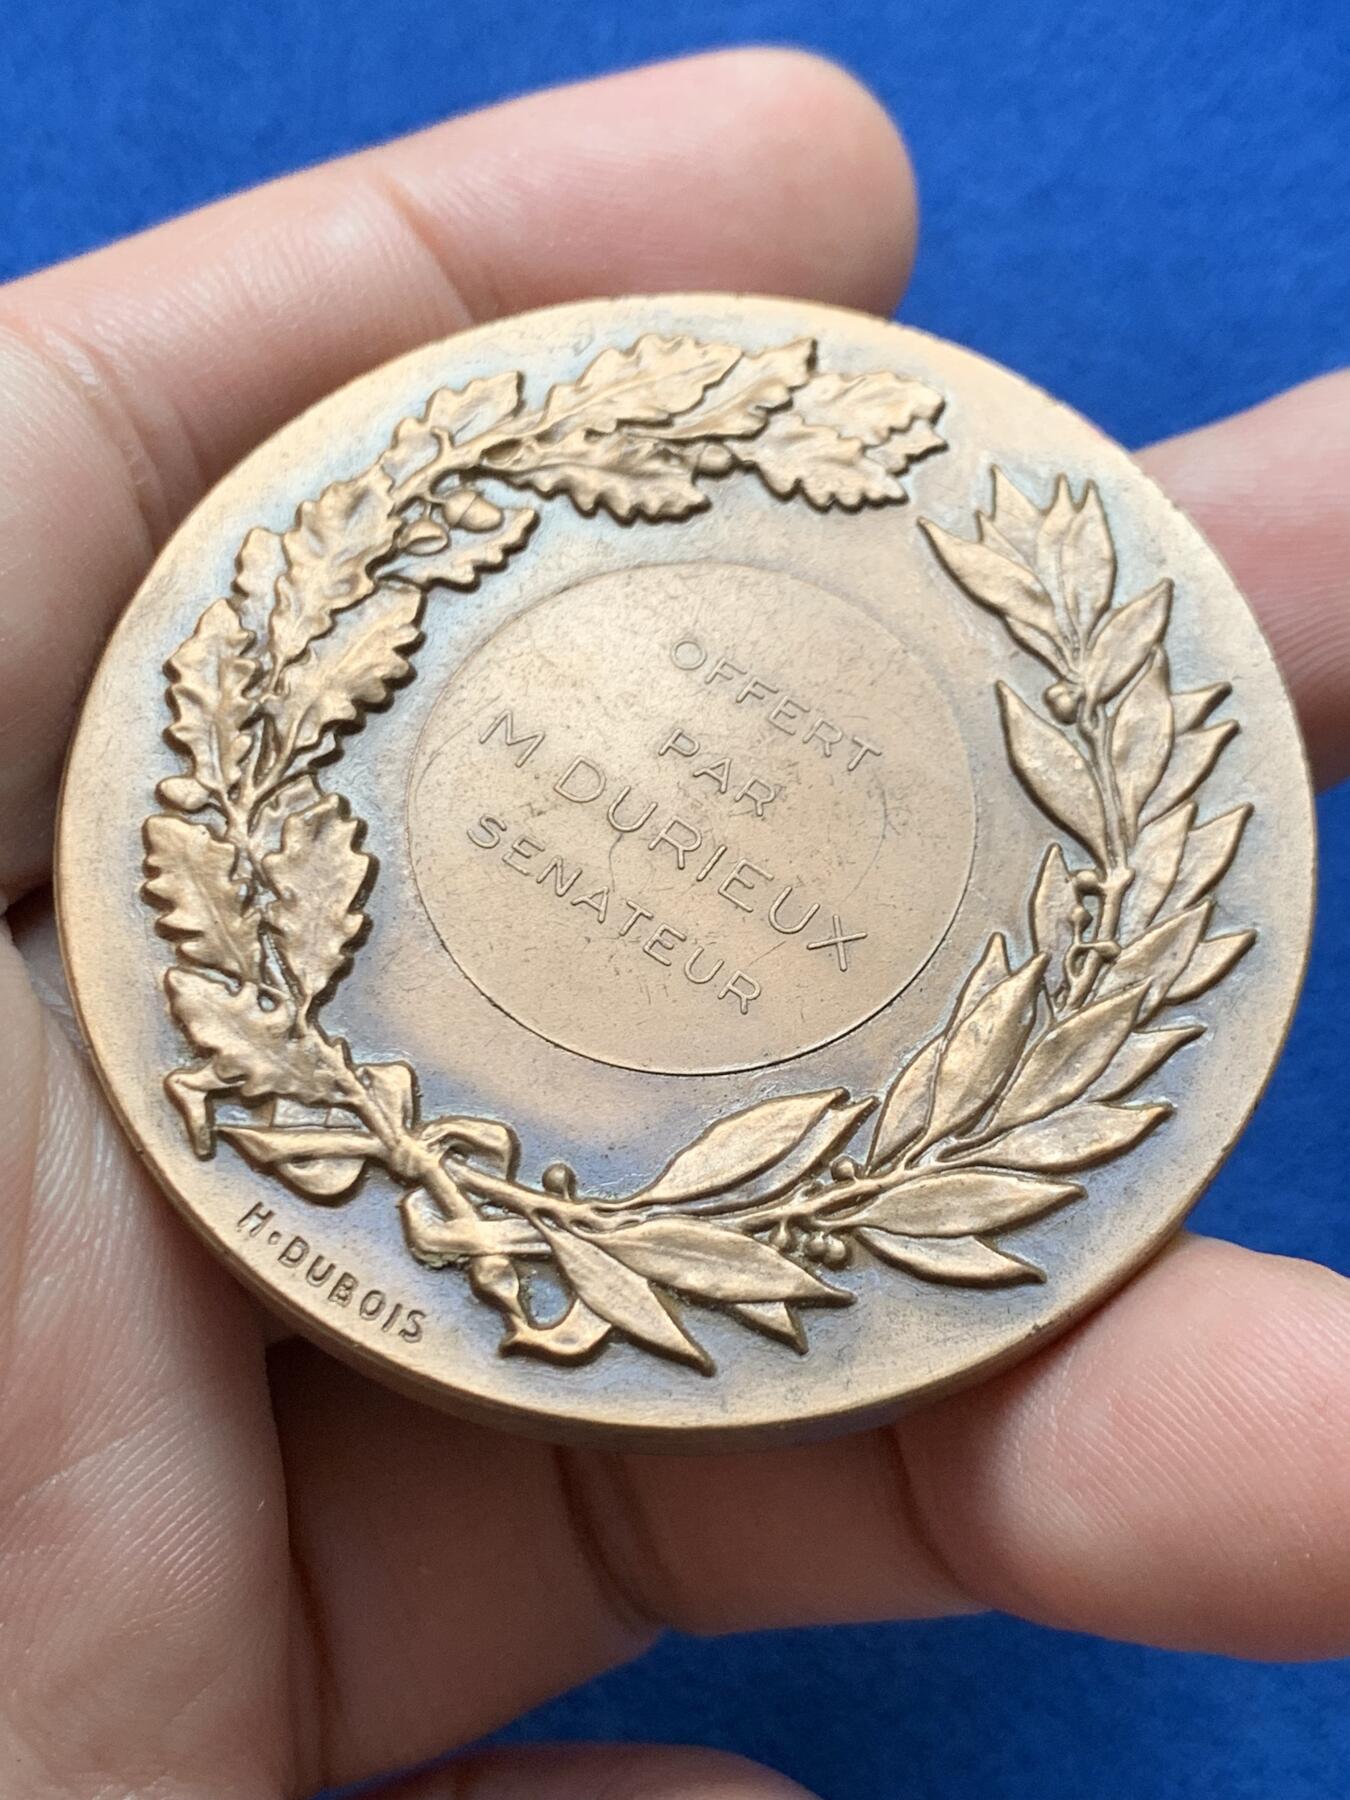 OFFERT
PAR
M DURIEUX
SENATEUR
H·DUBOIS